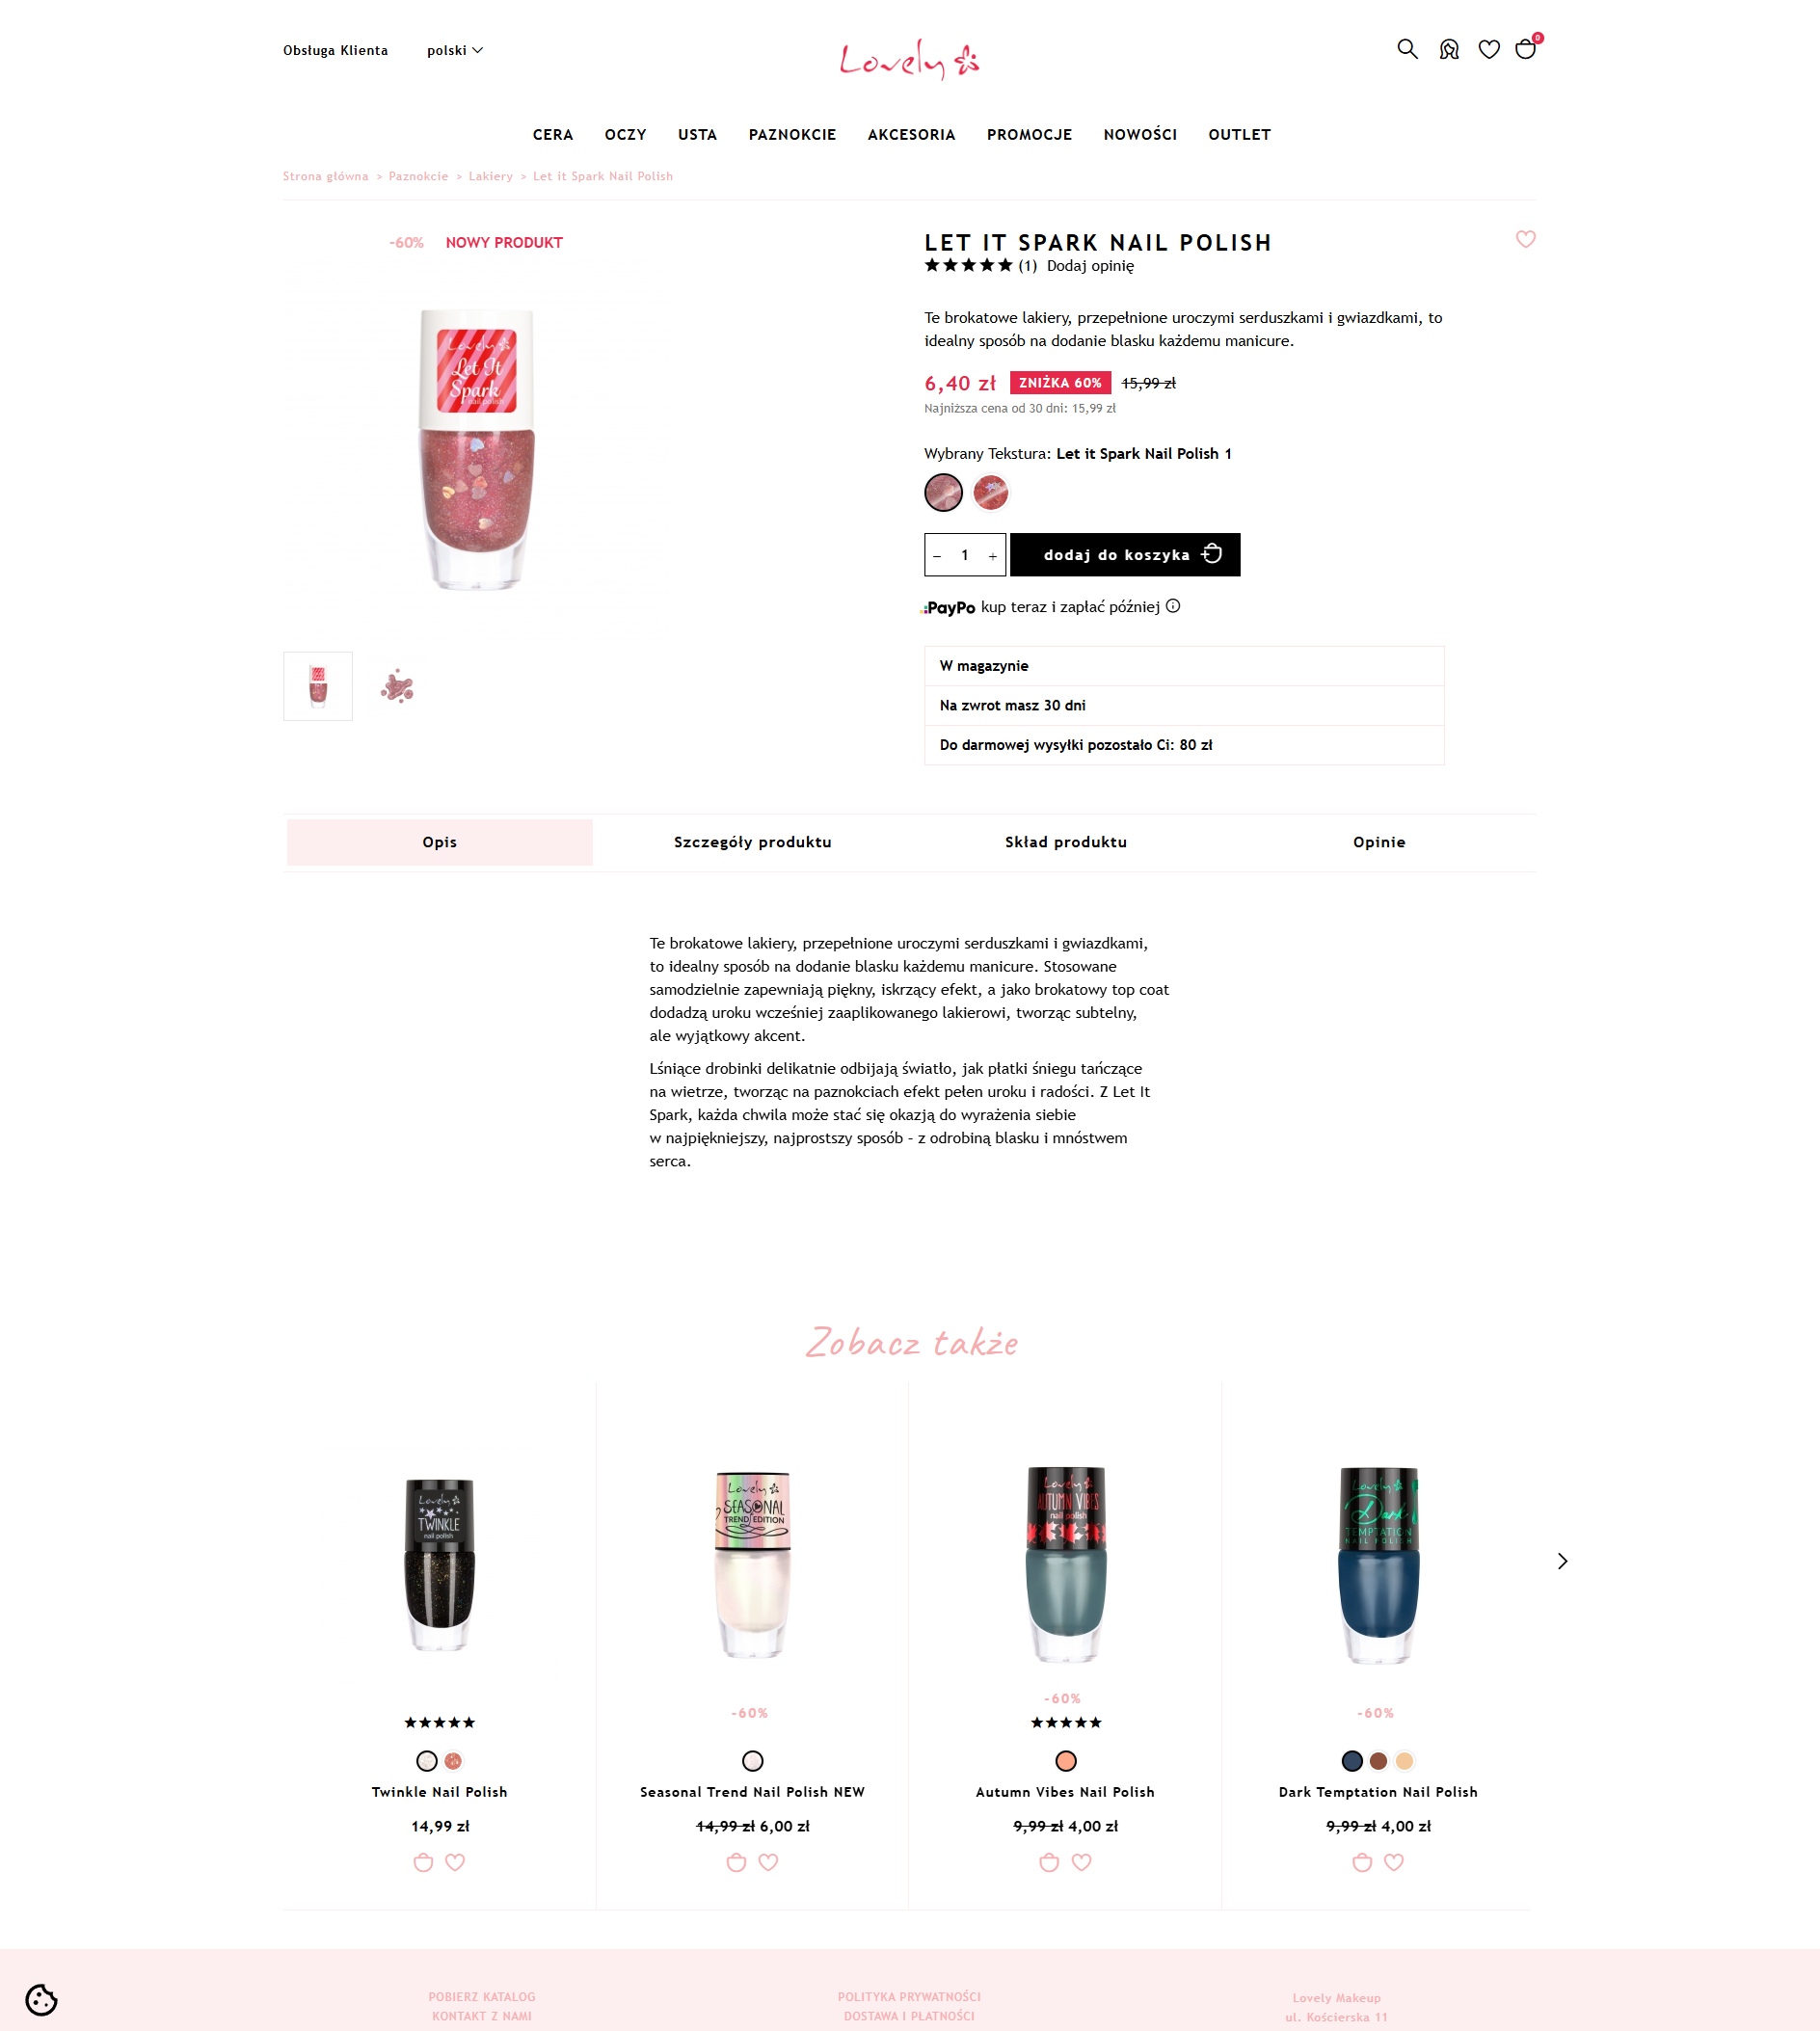 Obsługa Klienta
polski
Lovely
0
CERA OCZY USTA PAZNOKCIE AKCESORIA PROMOCJE NOWOŚCI OUTLET
Strona główna > Paznokcie > Lakiery > Let it Spark Nail Polish
-60% NOWY PRODUKT
Lovely
Let It
Spark
nail polish
LET IT SPARK NAIL POLISH
(1) Dodaj opinię
Te brokatowe lakiery, przepełnione uroczymi serduszkami i gwiazdkami, to
idealny sposób na dodanie blasku każdemu manicure.
6,40 zł ZNIŻKA 60% 15,99 zł
Najniższa cena od 30 dni: 15,99 zł
Wybrany Tekstura: Let it Spark Nail Polish 1
− 1 + dodaj do koszyka
PayPo kup teraz i zapłać później
W magazynie
Na zwrot masz 30 dni
Do darmowej wysyłki pozostało Ci: 80 zł
Opis Szczegóły produktu Skład produktu Opinie
Te brokatowe lakiery, przepełnione uroczymi serduszkami i gwiazdkami,
to idealny sposób na dodanie blasku każdemu manicure. Stosowane
samodzielnie zapewniają piękny, iskrzący efekt, a jako brokatowy top coat
dodadzą uroku wcześniej zaaplikowanego lakierowi, tworząc subtelny,
ale wyjątkowy akcent.
Lśniące drobinki delikatnie odbijają światło, jak płatki śniegu tańczące
na wietrze, tworząc na paznokciach efekt pełen uroku i radości. Z Let It
Spark, każda chwila może stać się okazją do wyrażenia siebie
w najpiękniejszy, najprostszy sposób – z odrobiną blasku i mnóstwem
serca.
Zobacz także
Lovely
TWINKLE
nail polish
Twinkle Nail Polish
14,99 zł
Lovely
SEASONAL
TREND EDITION
-60%
Seasonal Trend Nail Polish NEW
14,99 zł 6,00 zł
Lovely
AUTUMN VIBES
nail polish
-60%
Autumn Vibes Nail Polish
9,99 zł 4,00 zł
Lovely
Dark
TEMPTATION
NAIL POLISH
-60%
Dark Temptation Nail Polish
9,99 zł 4,00 zł
POBIERZ KATALOG
KONTAKT Z NAMI
POLITYKA PRYWATNOŚCI
DOSTAWA I PŁATNOŚCI
Lovely Makeup
ul. Kościerska 11